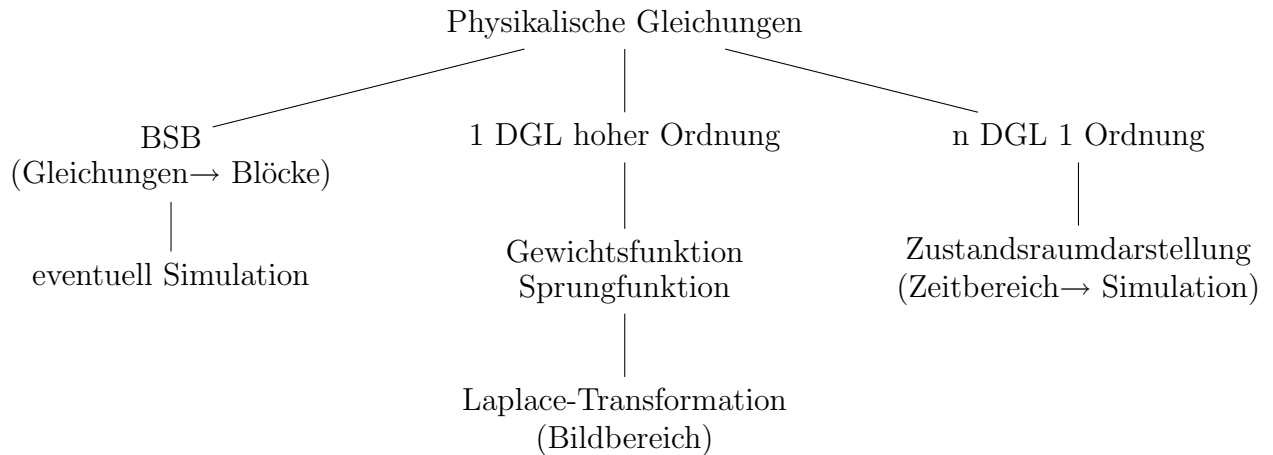 Physikalische Gleichungen
BSB
(Gleichungen→ Blöcke)
1 DGL hoher Ordnung
n DGL 1 Ordnung
eventuell Simulation
Gewichtsfunktion
Sprungfunktion
Zustandsraumdarstellung
(Zeitbereich→ Simulation)
Laplace-Transformation
(Bildbereich)